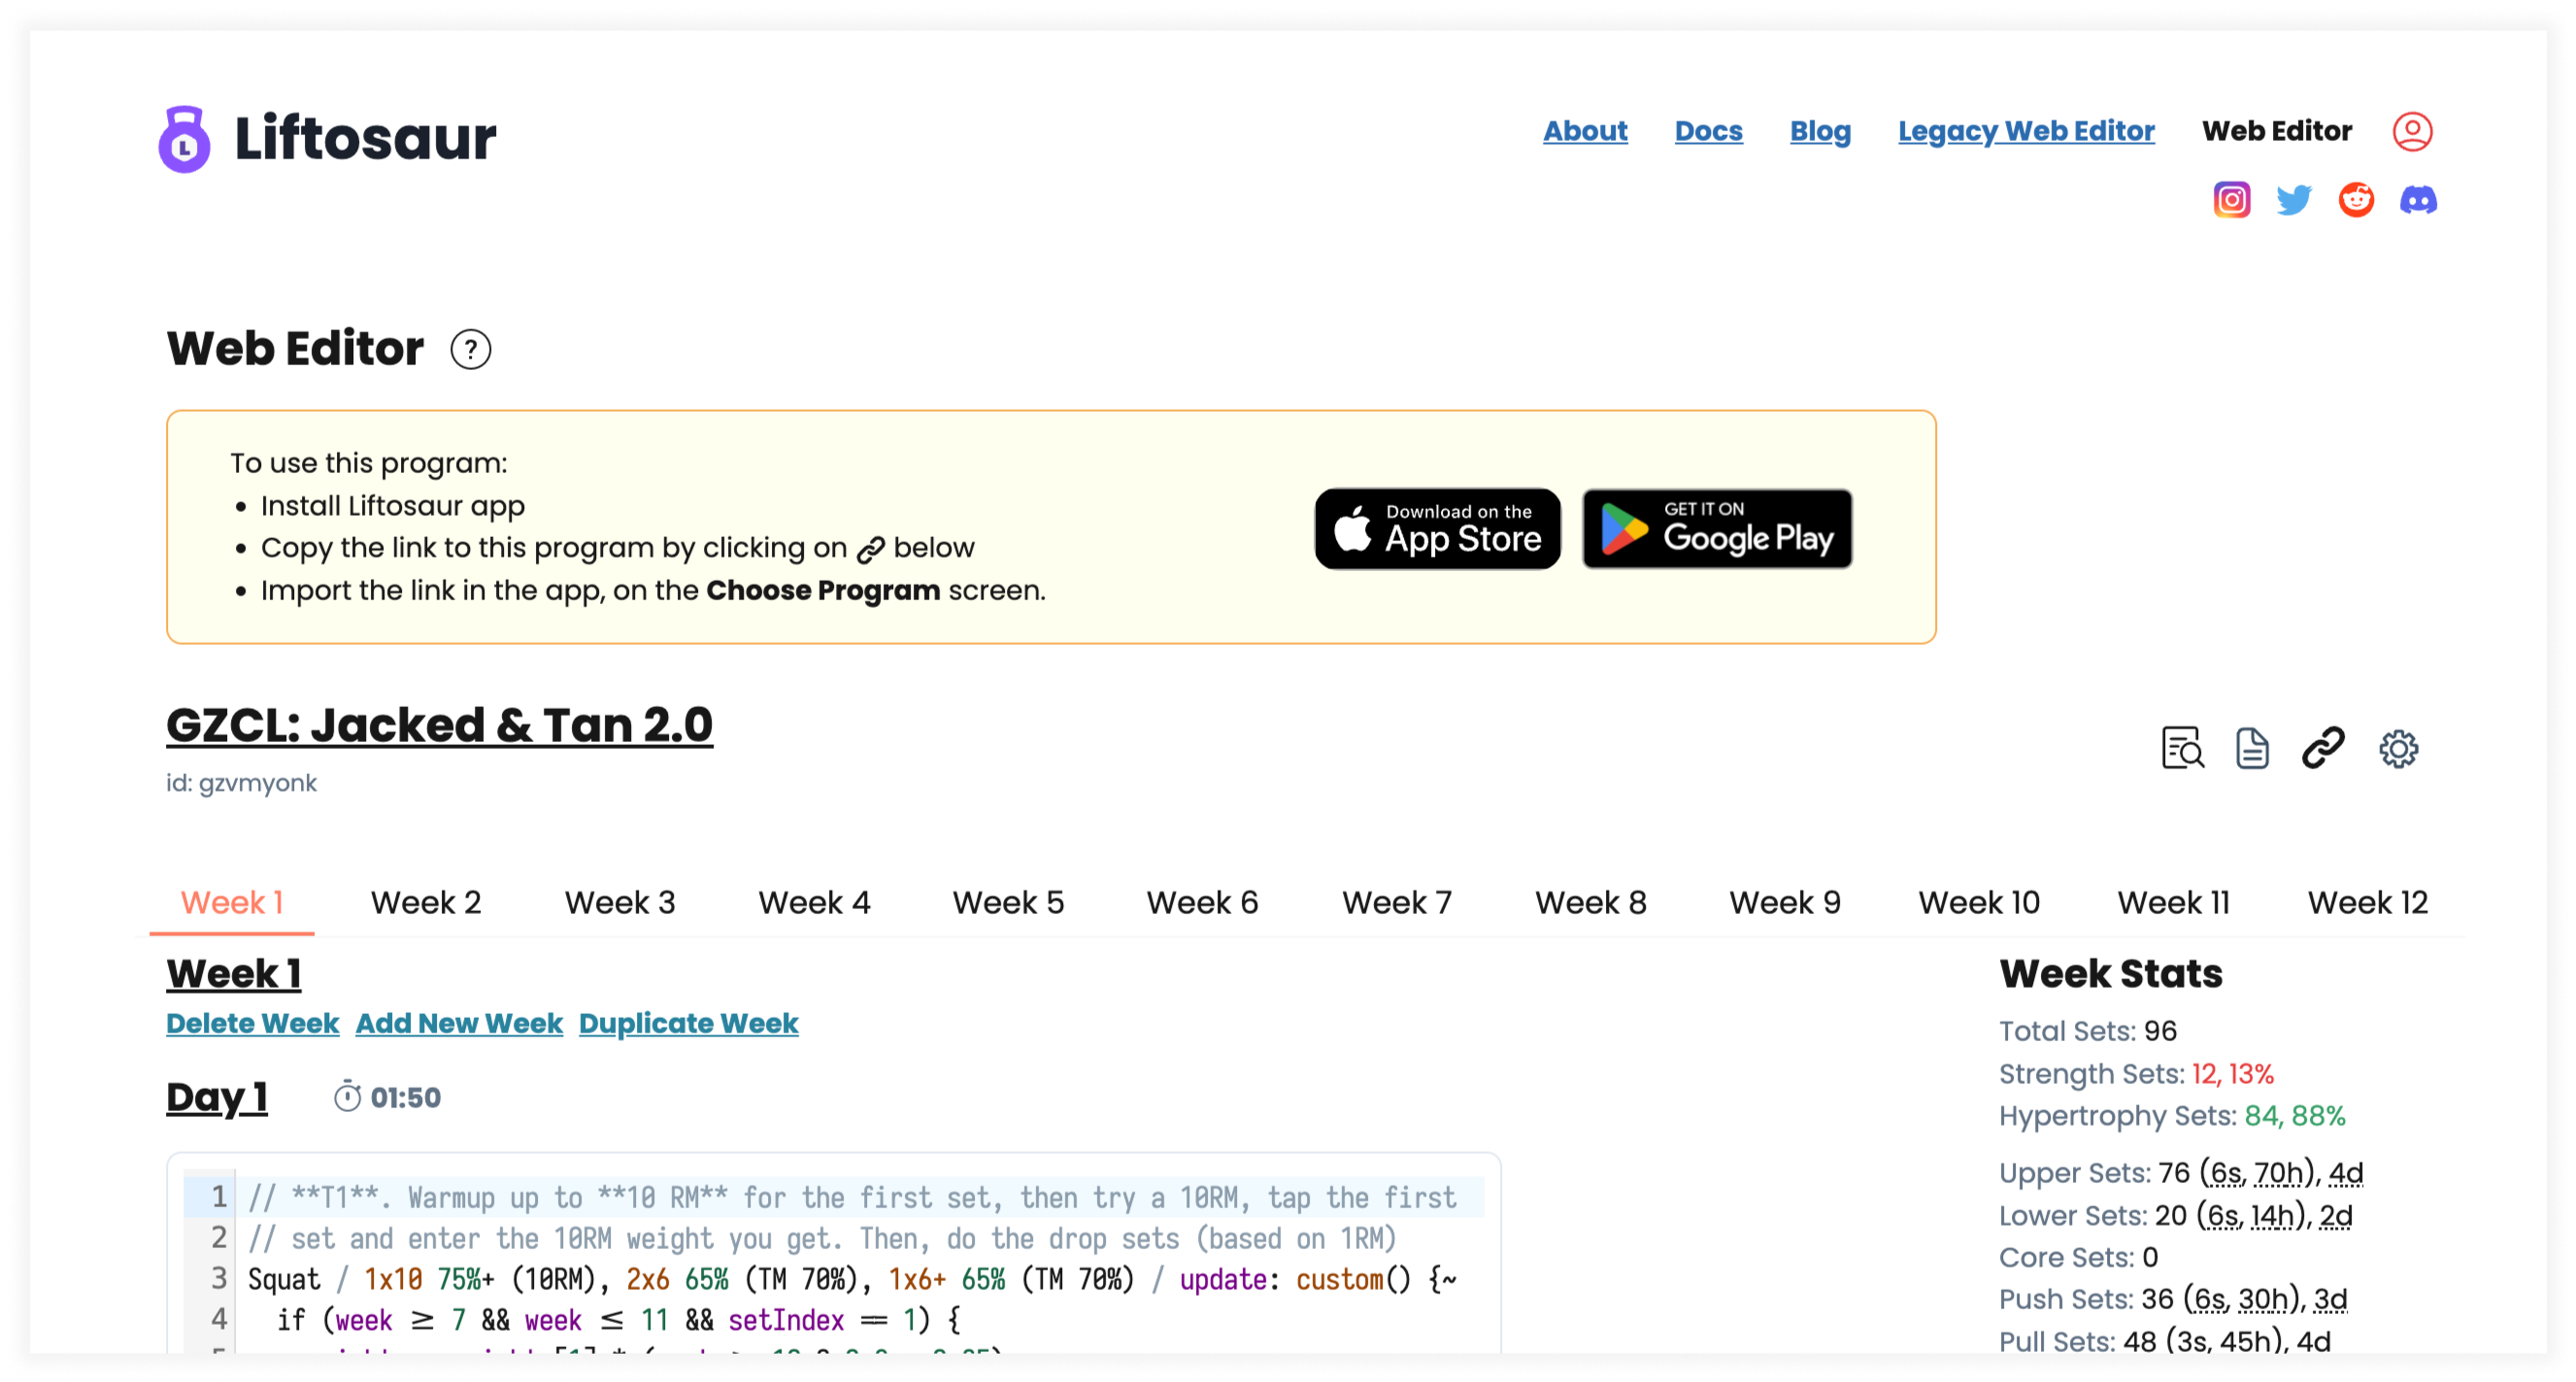 Liftosaur
About Docs Blog Legacy Web Editor Web Editor
Web Editor ?
To use this program:
• Install Liftosaur app
• Copy the link to this program by clicking on below
• Import the link in the app, on the Choose Program screen.
Download on the
App Store
GET IT ON
Google Play
GZCL: Jacked & Tan 2.0
id: gzvmyonk
Week 1 Week 2 Week 3 Week 4 Week 5 Week 6 Week 7 Week 8 Week 9 Week 10 Week 11 Week 12
Week 1
Delete Week Add New Week Duplicate Week
Day 1 01:50
1 // **T1**. Warmup up to **10 RM** for the first set, then try a 10RM, tap the first
2 // set and enter the 10RM weight you get. Then, do the drop sets (based on 1RM)
3 Squat / 1x10 75%+ (10RM), 2x6 65% (TM 70%), 1x6+ 65% (TM 70%) / update: custom() {~
4 if (week ≥ 7 && week ≤ 11 && setIndex == 1) {
Week Stats
Total Sets: 96
Strength Sets: 12, 13%
Hypertrophy Sets: 84, 88%
Upper Sets: 76 (6s, 70h), 4d
Lower Sets: 20 (6s, 14h), 2d
Core Sets: 0
Push Sets: 36 (6s, 30h), 3d
Pull Sets: 48 (3s, 45h), 4d